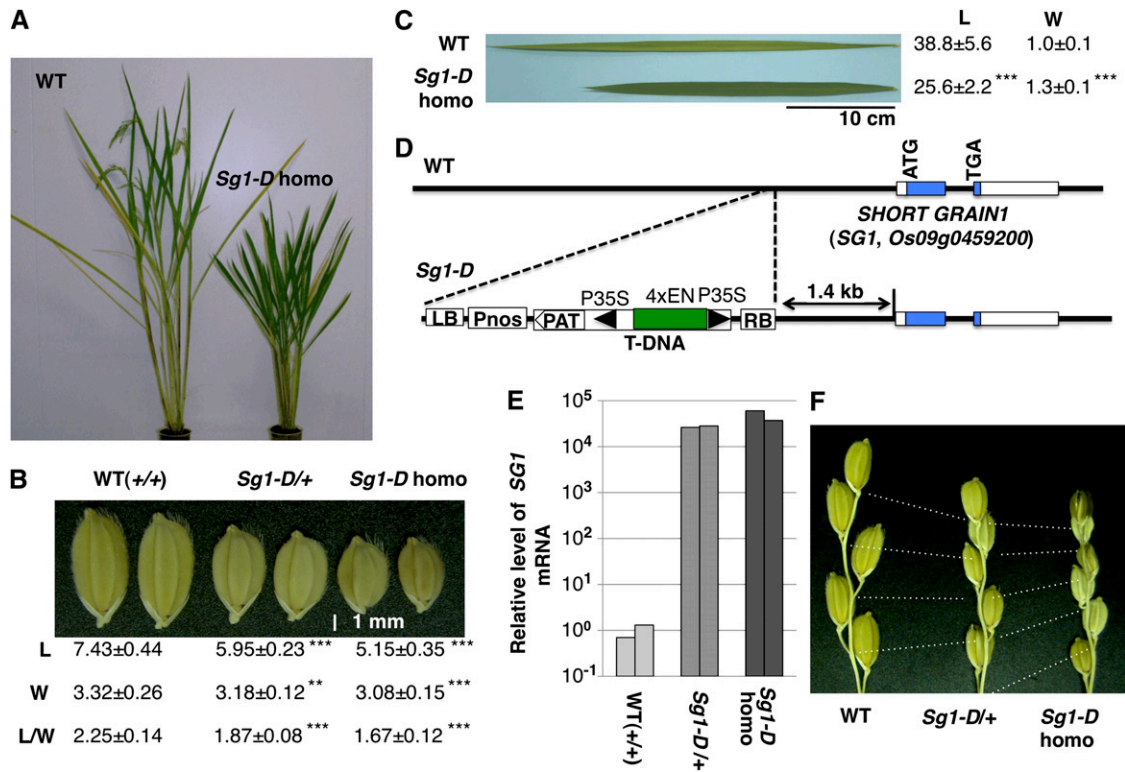 A
WT
Sg1-D homo
B
WT(+/+) Sg1-D/+ Sg1-D homo
1 mm
L 7.43±0.44 5.95±0.23 *** 5.15±0.35 ***
W 3.32±0.26 3.18±0.12 ** 3.08±0.15 ***
L/W 2.25±0.14 1.87±0.08 *** 1.67±0.12 ***
C
L W
WT 38.8±5.6 1.0±0.1
Sg1-D
homo 25.6±2.2 *** 1.3±0.1 ***
10 cm
D
WT
ATG
TGA
SHORT GRAIN1
(SG1, Os09g0459200)
Sg1-D
1.4 kb
P35S 4xEN P35S
LB Pnos PAT RB
T-DNA
E
Relative level of SG1
mRNA
10^5
10^4
10^3
10^2
10^1
10^0
10^-1
WT(+/+)
Sg1-D/+
Sg1-D
homo
F
WT Sg1-D/+ Sg1-D
homo